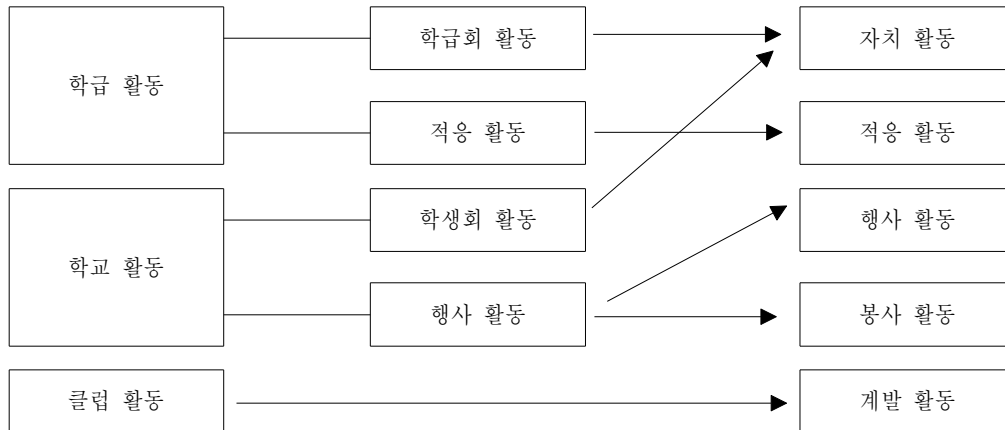 학급회 활동
자치 활동
학급 활동
적응 활동
적응 활동
학생회 활동
행사 활동
학교 활동
행사 활동
봉사 활동
클럽 활동
계발 활동